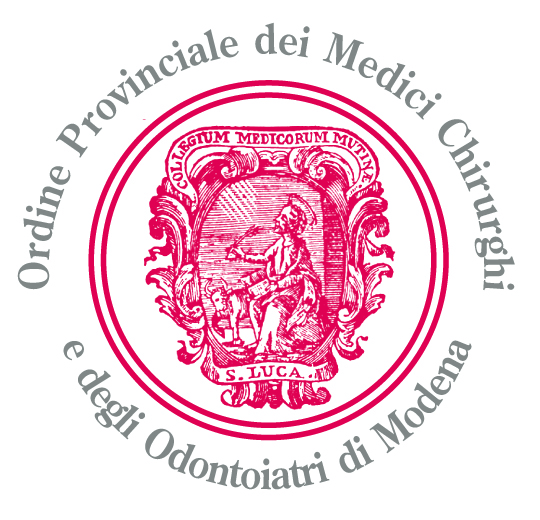 Ordine Provinciale dei Medici Chirurghi
e degli Odontoiatri di Modena
COLLEGIUM MEDICORUM MUTINÆ
S. LUCA.